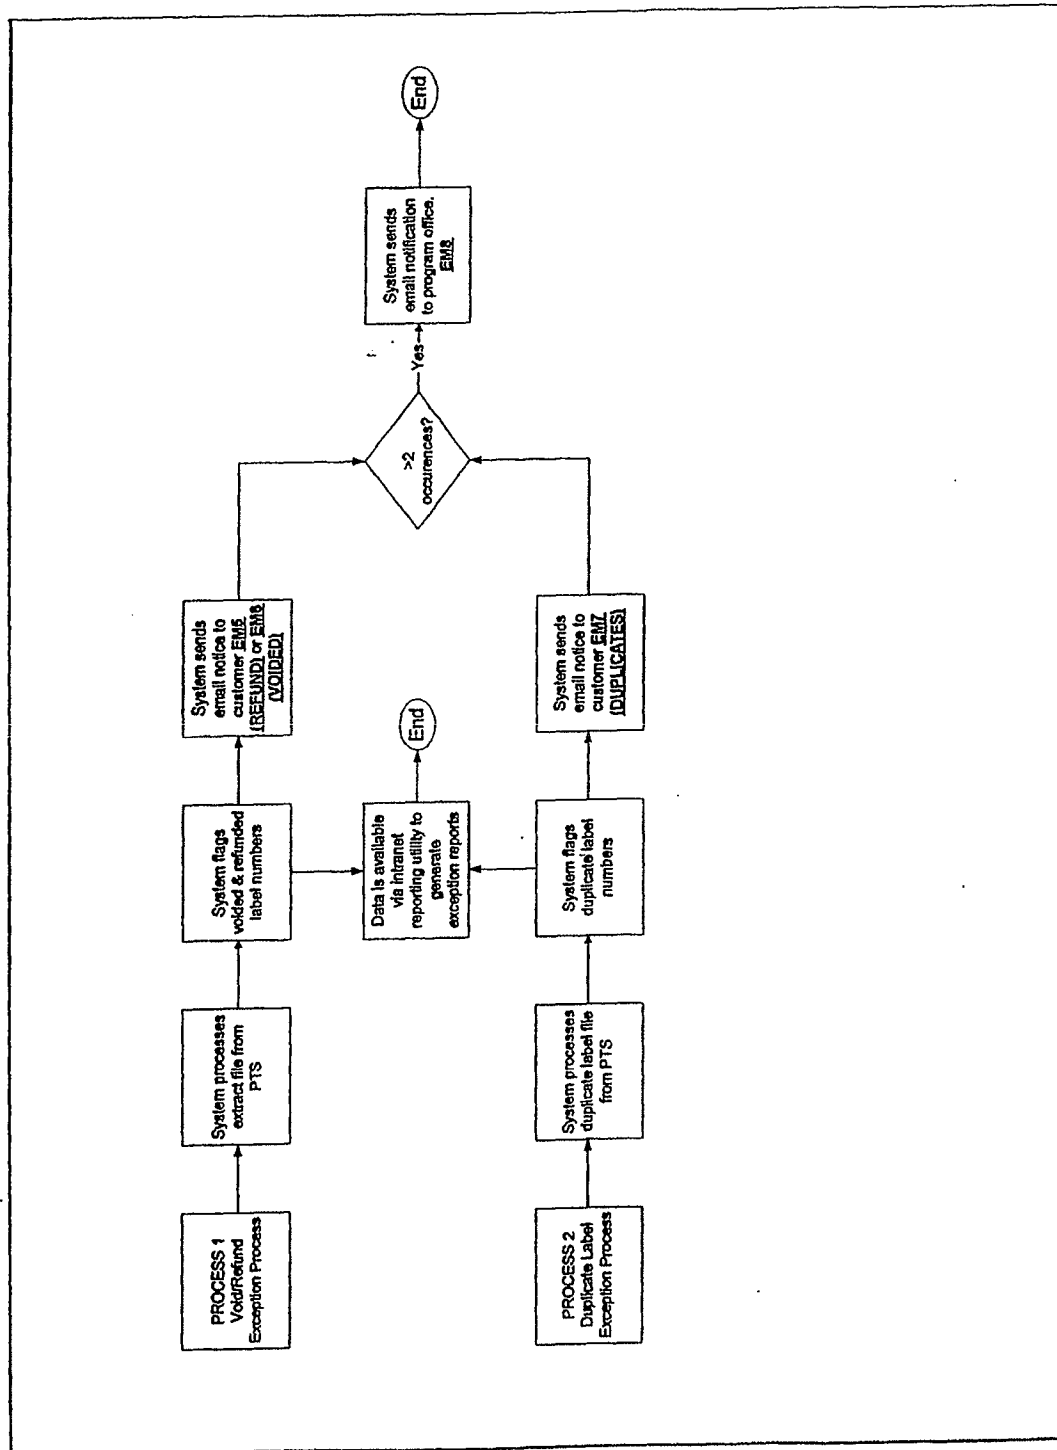 PROCESS 1
Void/Refund
Exception Process
System processes
extract file from
PTS
System flags
voided & refunded
label numbers
System sends
email notice to
customer EM5
(REFUND) or EM6
(VOIDED)
Data is available
via intranet
reporting utility to
generate
exception reports
End
>2
occurences?
Yes
System sends
email notification
to program office.
EM8
End
PROCESS 2
Duplicate Label
Exception Process
System processes
duplicate label file
from PTS
System flags
duplicate label
numbers
System sends
email notice to
customer EM7
(DUPLICATES)